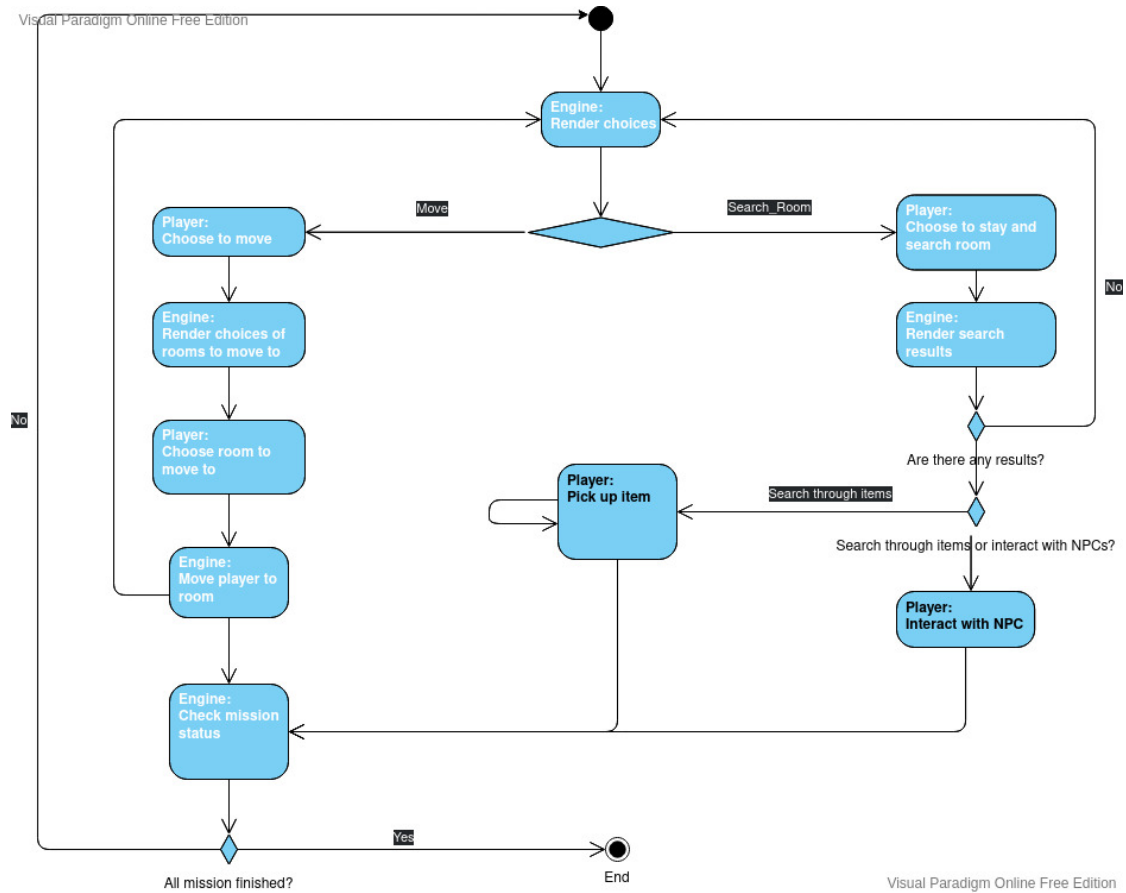 Visual Paradigm Online Free Edition
Engine:
Render choices
Move
Search_Room
Player:
Choose to move
Player:
Choose to stay and
search room
Engine:
Render choices of
rooms to move to
Engine:
Render search
results
No
No
Player:
Choose room to
move to
Are there any results?
Player:
Pick up item
Search through items
Search through items or interact with NPCs?
Engine:
Move player to
room
Player:
Interact with NPC
Engine:
Check mission
status
Yes
All mission finished?
End
Visual Paradigm Online Free Edition